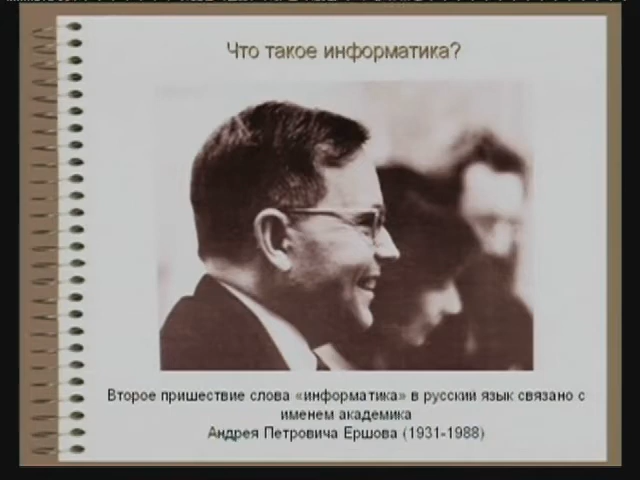 Что такое информатика?
Второе пришествие слова «информатика» в русский язык связано с
именем академика
Андрея Петровича Ершова (1931-1988)